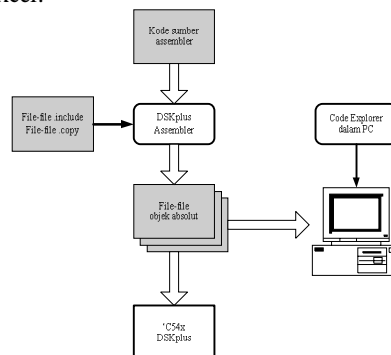 Kode sumber
assembler
File-file .include
File-file .copy
DSKplus
Assembler
Code Explorer
dalam PC
File-file
objek absolut
'C54x
DSKplus